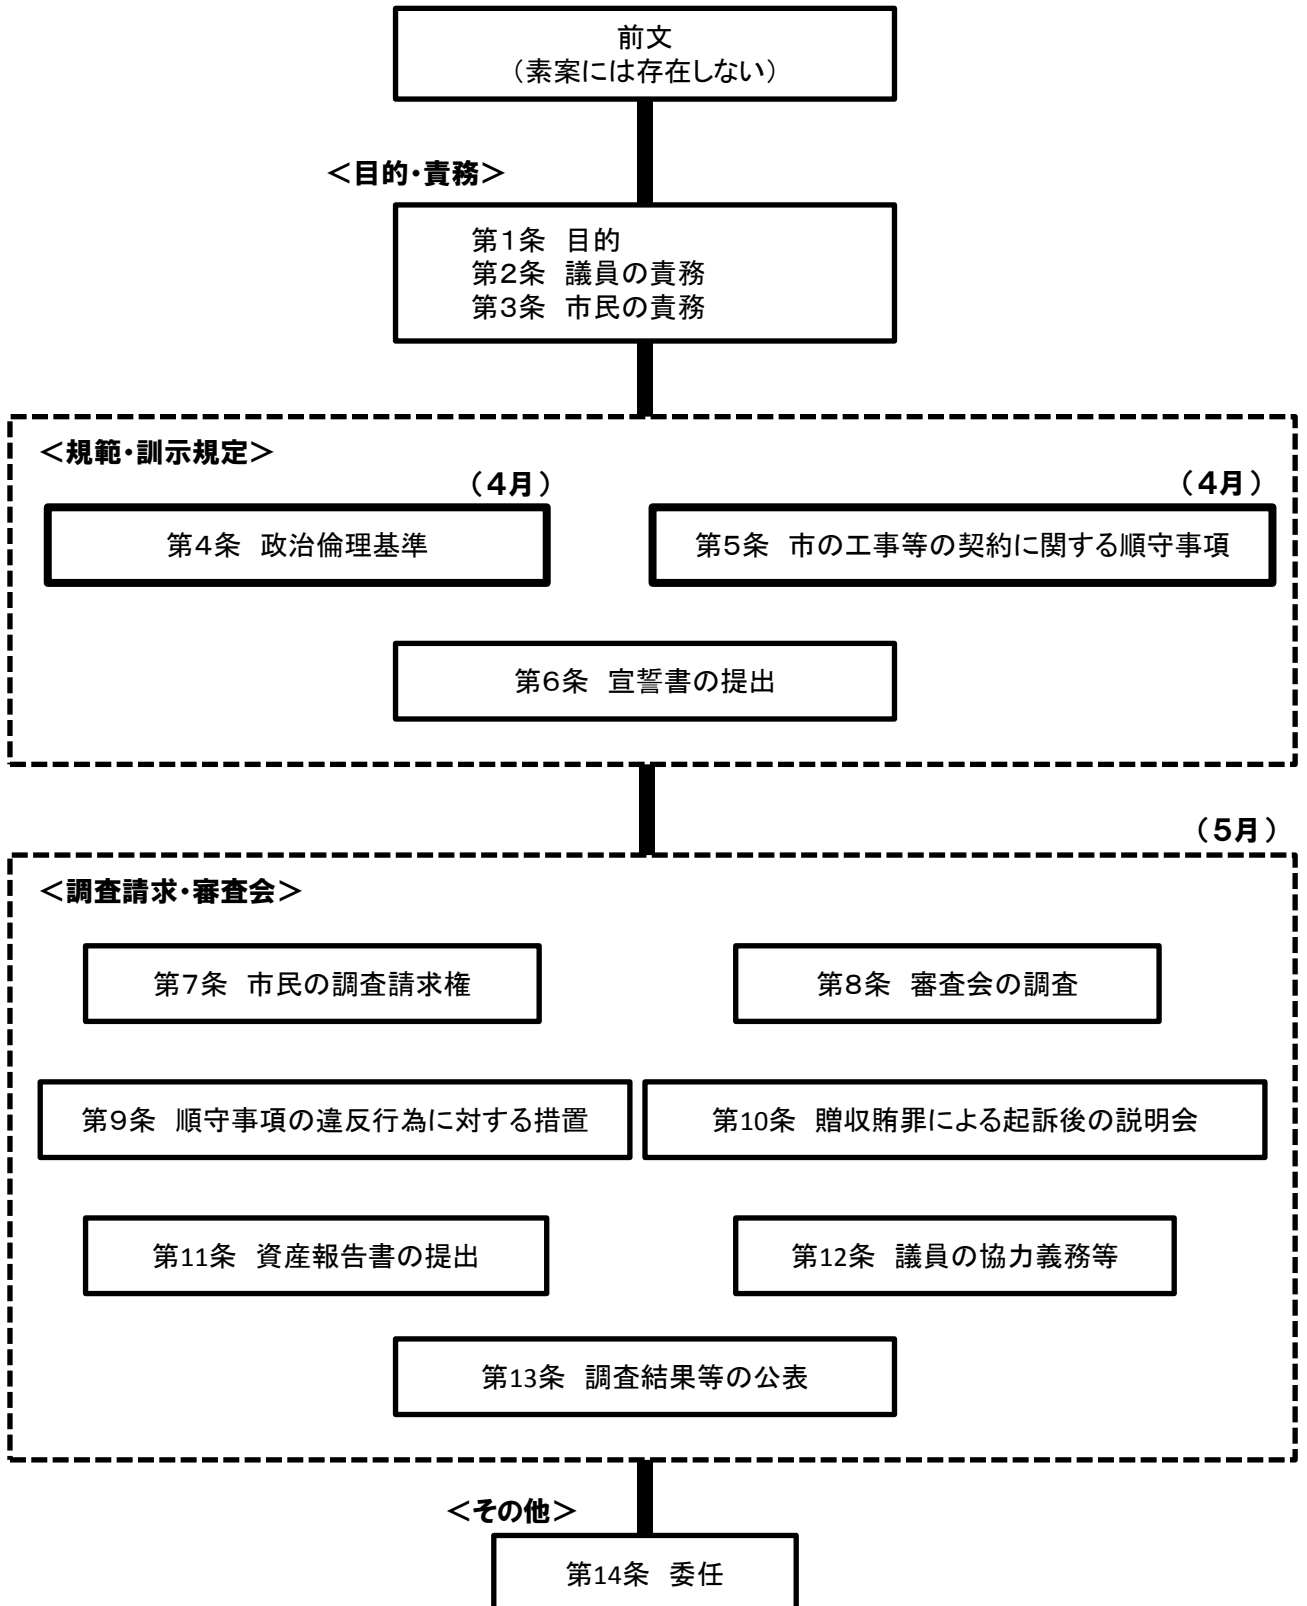 前文
（素案には存在しない）
＜目的・責務＞
第１条　目的
第２条　議員の責務
第３条　市民の責務
＜規範・訓示規定＞
（４月）
（４月）
第４条　政治倫理基準
第５条　市の工事等の契約に関する順守事項
第６条　宣誓書の提出
（５月）
＜調査請求・審査会＞
第７条　市民の調査請求権
第８条　審査会の調査
第９条　順守事項の違反行為に対する措置
第10条　贈収賄罪による起訴後の説明会
第11条　資産報告書の提出
第12条　議員の協力義務等
第13条　調査結果等の公表
＜その他＞
第14条　委任